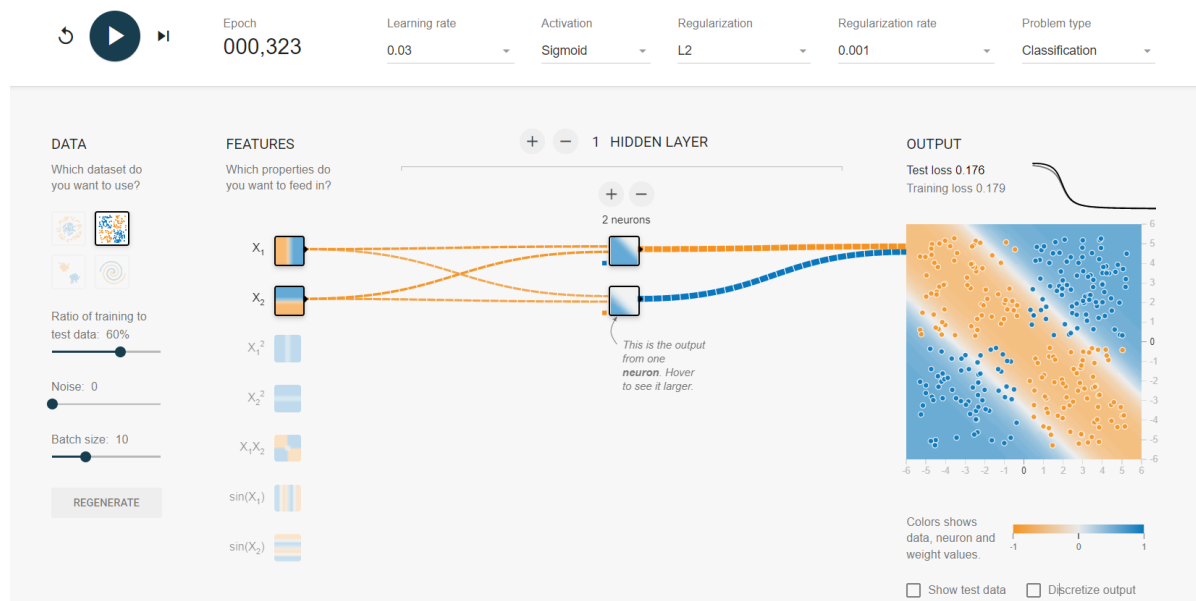 Epoch
000,323
Learning rate
0.03
Activation
Sigmoid
Regularization
L2
Regularization rate
0.001
Problem type
Classification
DATA
Which dataset do
you want to use?
Ratio of training to
test data: 60%
Noise: 0
Batch size: 10
REGENERATE
FEATURES
Which properties do
you want to feed in?
X1
X2
X1²
X2²
X1X2
sin(X1)
sin(X2)
+ − 1 HIDDEN LAYER
+ −
2 neurons
This is the output
from one
neuron. Hover
to see it larger.
OUTPUT
Test loss 0.176
Training loss 0.179
6
5
4
3
2
1
0
-1
-2
-3
-4
-5
-6
-6 -5 -4 -3 -2 -1 0 1 2 3 4 5 6
Colors shows
data, neuron and
weight values.
-1 0 1
Show test data
Discretize output